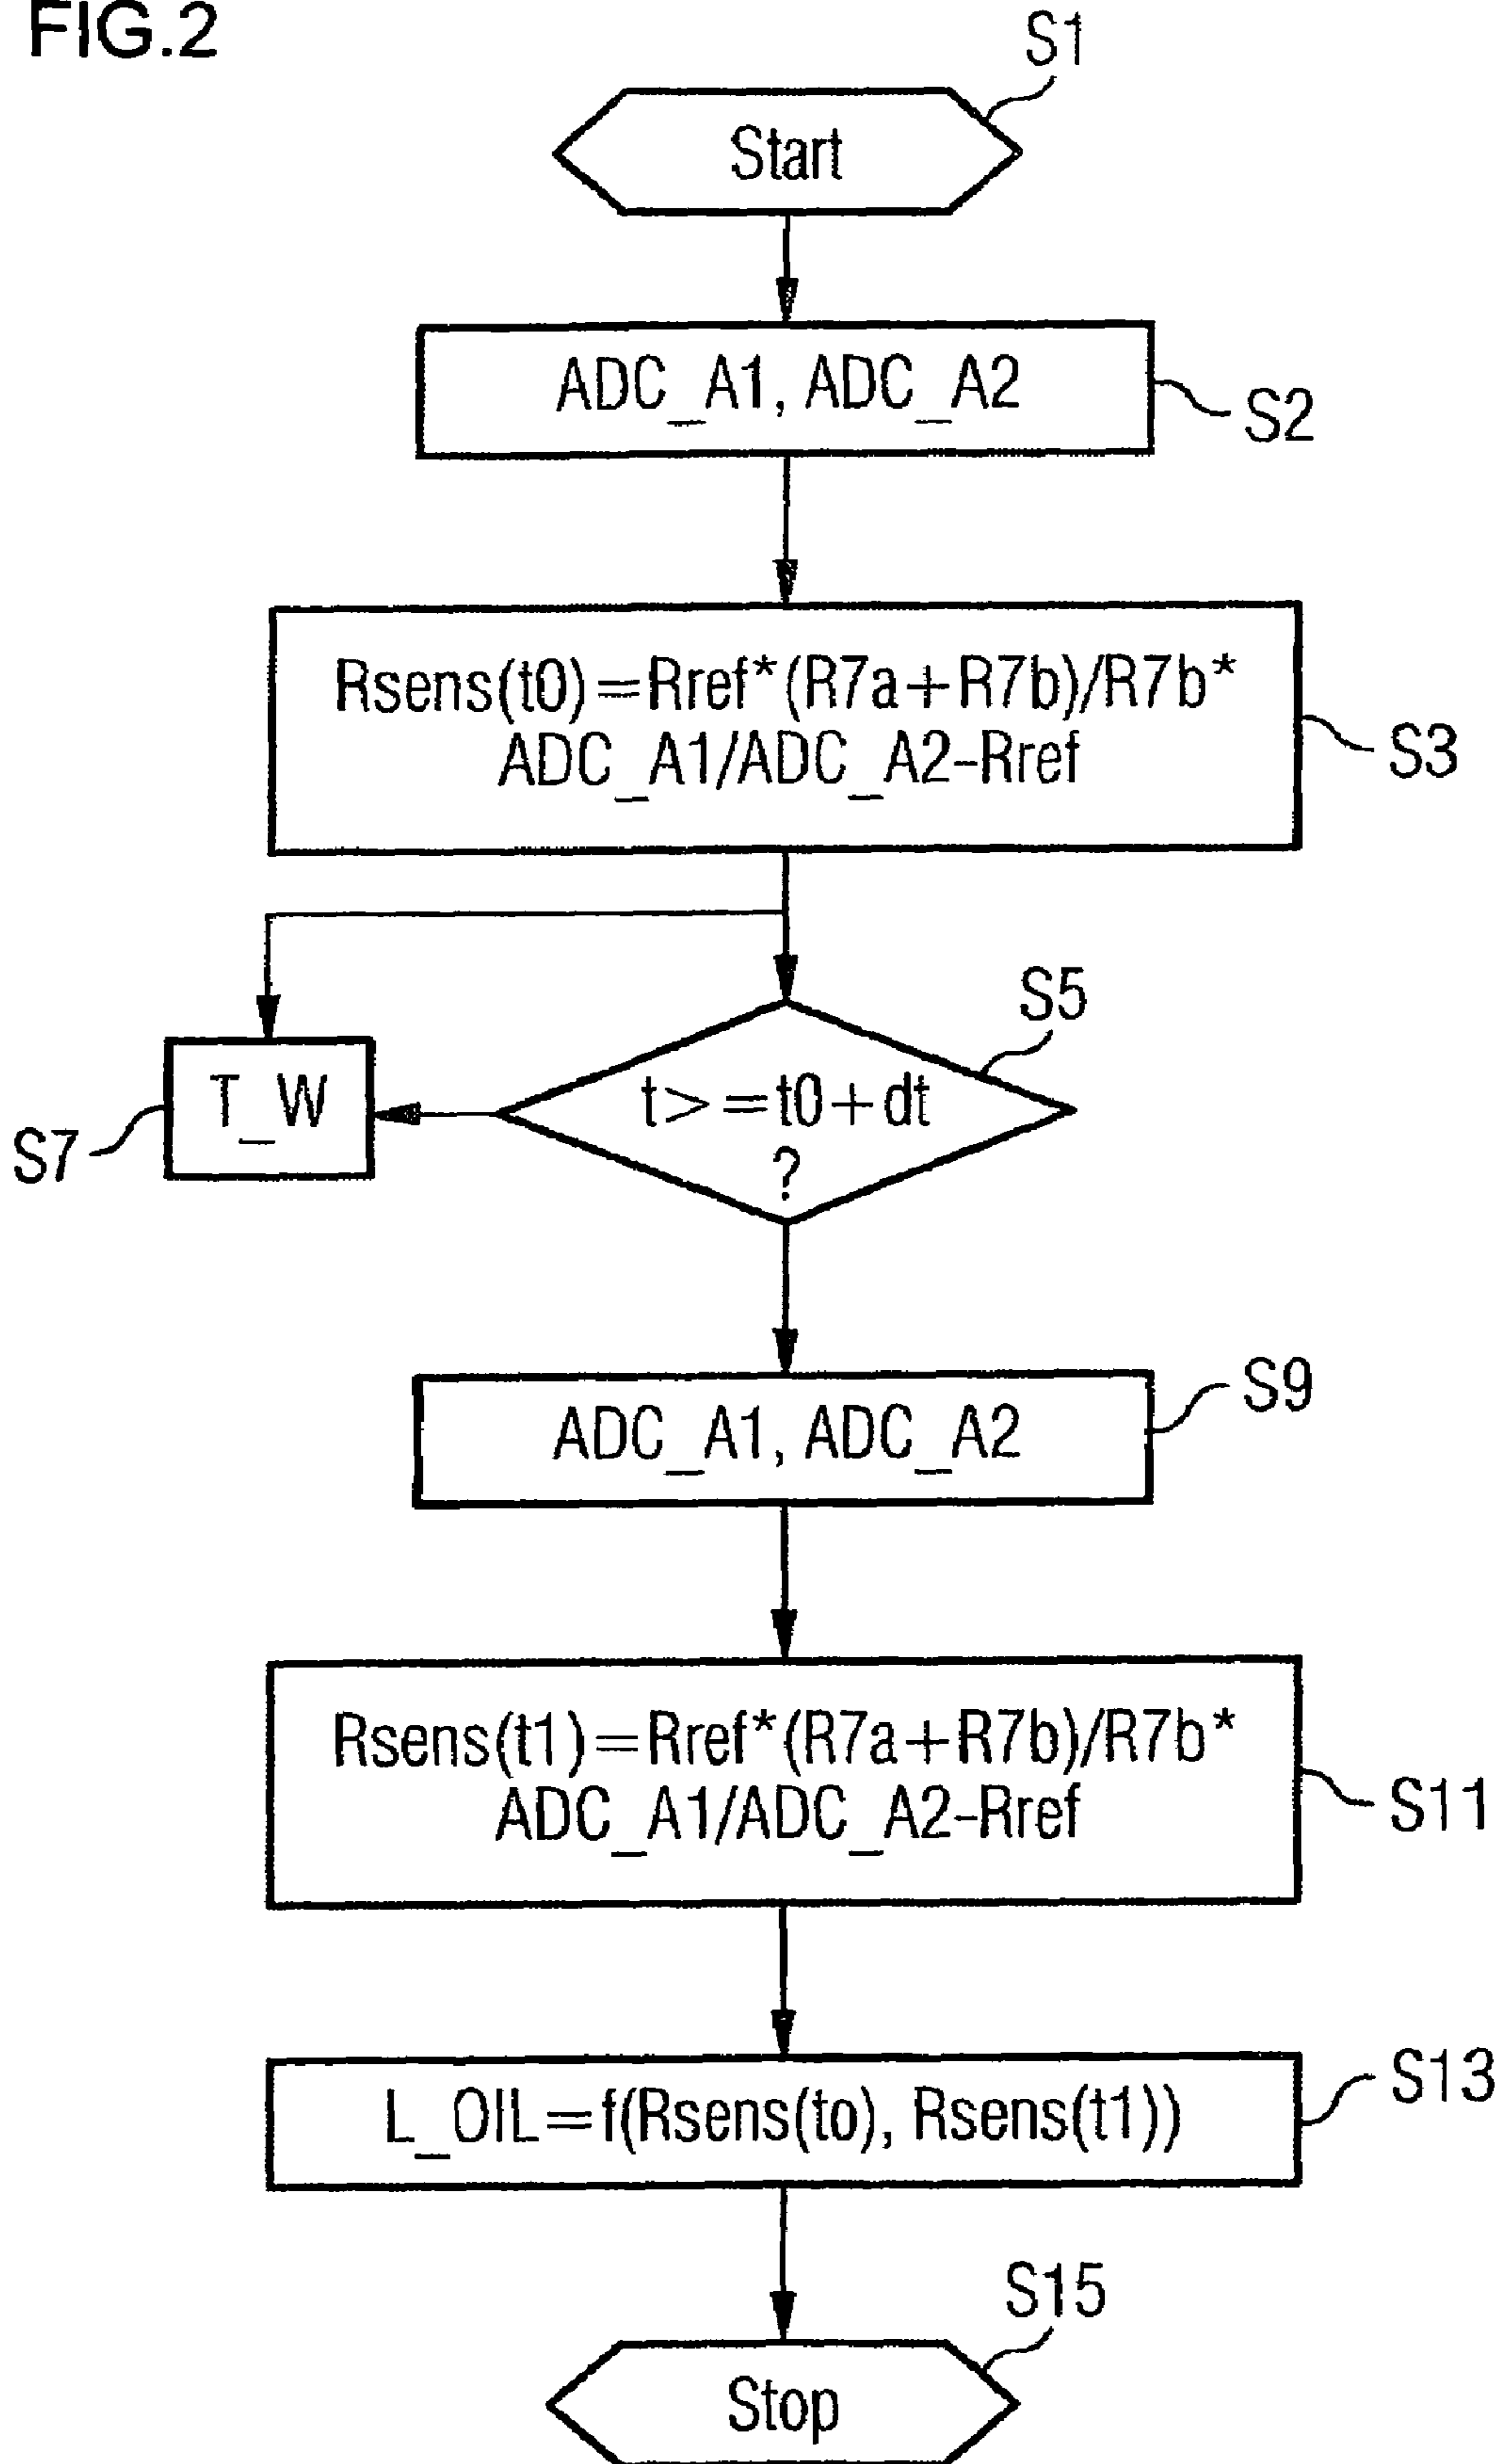 FIG.2
S1
Start
ADC_A1, ADC_A2
S2
Rsens(t0)=Rref*(R7a+R7b)/R7b*
ADC_A1/ADC_A2-Rref
S3
S5
t>=t0+dt
?
T_W
S7
ADC_A1, ADC_A2
S9
Rsens(t1)=Rref*(R7a+R7b)/R7b*
ADC_A1/ADC_A2-Rref
S11
L_OIL=f(Rsens(to), Rsens(t1))
S13
S15
Stop